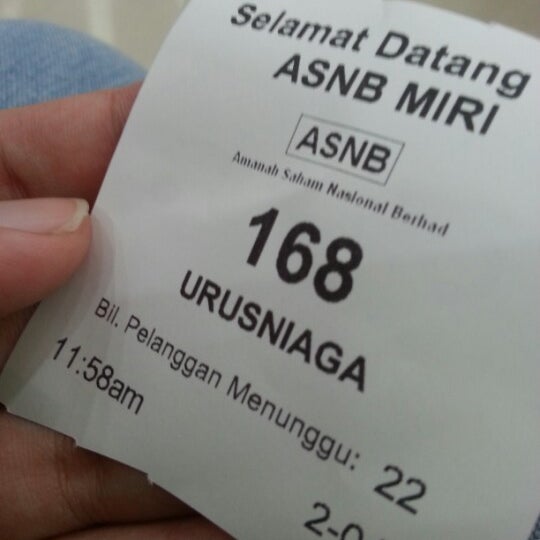 Selamat Datang
ASNB MIRI
ASNB
Amanah Saham Nasional Berhad
168
URUSNIAGA
Bil. Pelanggan Menunggu: 22
11:58am